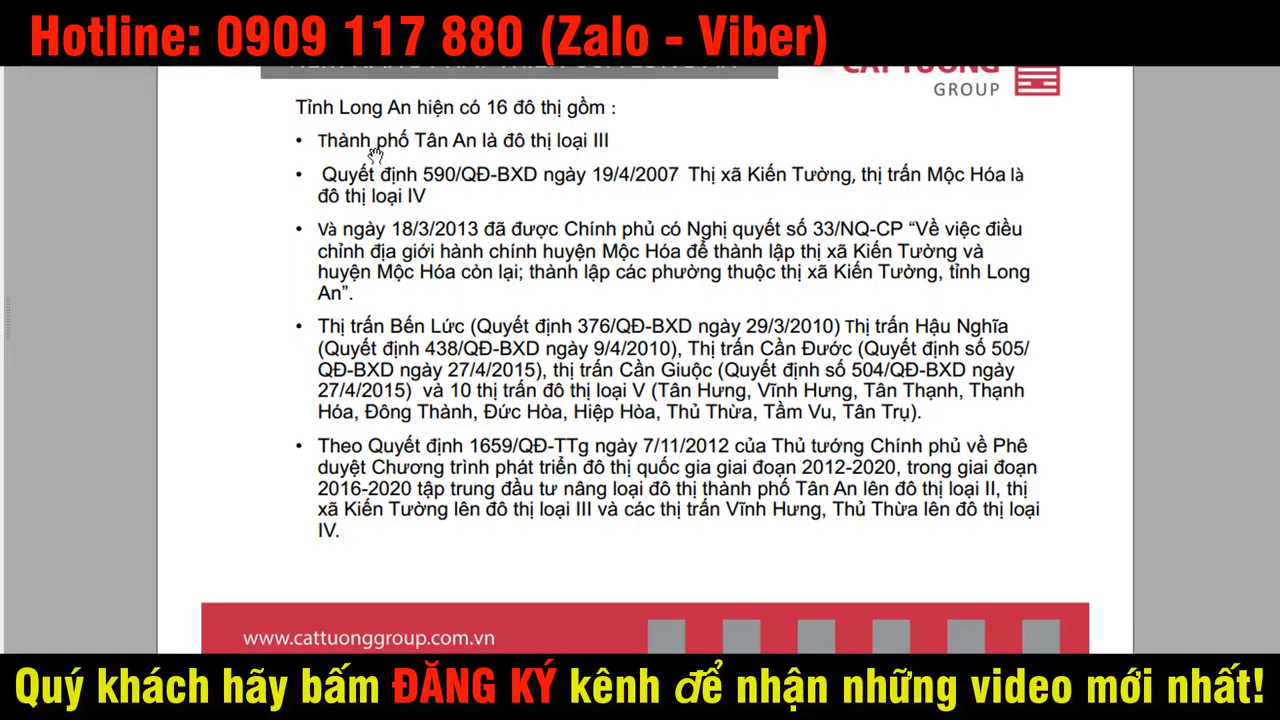 Hotline: 0909 117 880 (Zalo - Viber)
CAT TUONG
GROUP
Tỉnh Long An hiện có 16 đô thị gồm :
• Thành phố Tân An là đô thị loại III
• Quyết định 590/QĐ-BXD ngày 19/4/2007 Thị xã Kiến Tường, thị trấn Mộc Hóa là
đô thị loại IV
• Và ngày 18/3/2013 đã được Chính phủ có Nghị quyết số 33/NQ-CP “Về việc điều
chỉnh địa giới hành chính huyện Mộc Hóa để thành lập thị xã Kiến Tường và
huyện Mộc Hóa còn lại; thành lập các phường thuộc thị xã Kiến Tường, tỉnh Long
An”.
• Thị trấn Bến Lức (Quyết định 376/QĐ-BXD ngày 29/3/2010) Thị trấn Hậu Nghĩa
(Quyết định 438/QĐ-BXD ngày 9/4/2010), Thị trấn Cần Đước (Quyết định số 505/
QĐ-BXD ngày 27/4/2015), thị trấn Cần Giuộc (Quyết định số 504/QĐ-BXD ngày
27/4/2015) và 10 thị trấn đô thị loại V (Tân Hưng, Vĩnh Hưng, Tân Thạnh, Thạnh
Hóa, Đông Thành, Đức Hòa, Hiệp Hòa, Thủ Thừa, Tầm Vu, Tân Trụ).
• Theo Quyết định 1659/QĐ-TTg ngày 7/11/2012 của Thủ tướng Chính phủ về Phê
duyệt Chương trình phát triển đô thị quốc gia giai đoạn 2012-2020, trong giai đoạn
2016-2020 tập trung đầu tư nâng loại đô thị thành phố Tân An lên đô thị loại II, thị
xã Kiến Tường lên đô thị loại III và các thị trấn Vĩnh Hưng, Thủ Thừa lên đô thị loại
IV.
www.cattuonggroup.com.vn
Quý khách hãy bấm ĐĂNG KÝ kênh để nhận những video mới nhất!